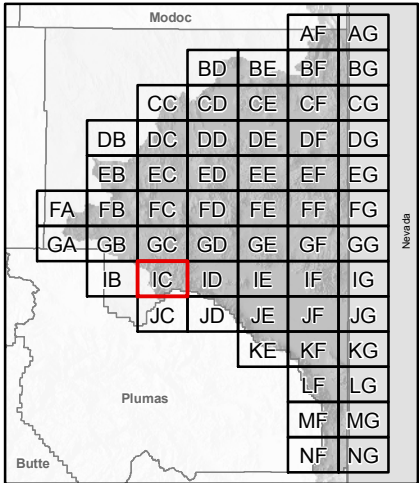 Modoc
AF AG
BD BE BF BG
CC CD CE CF CG
DB DC DD DE DF DG
EB EC ED EE EF EG
FA FB FC FD FE FF FG
GA GB GC GD GE GF GG
Nevada
IB IC ID IE IF IG
JC JD JE JF JG
KE KF KG
LF LG
Plumas
MF MG
Butte
NF NG